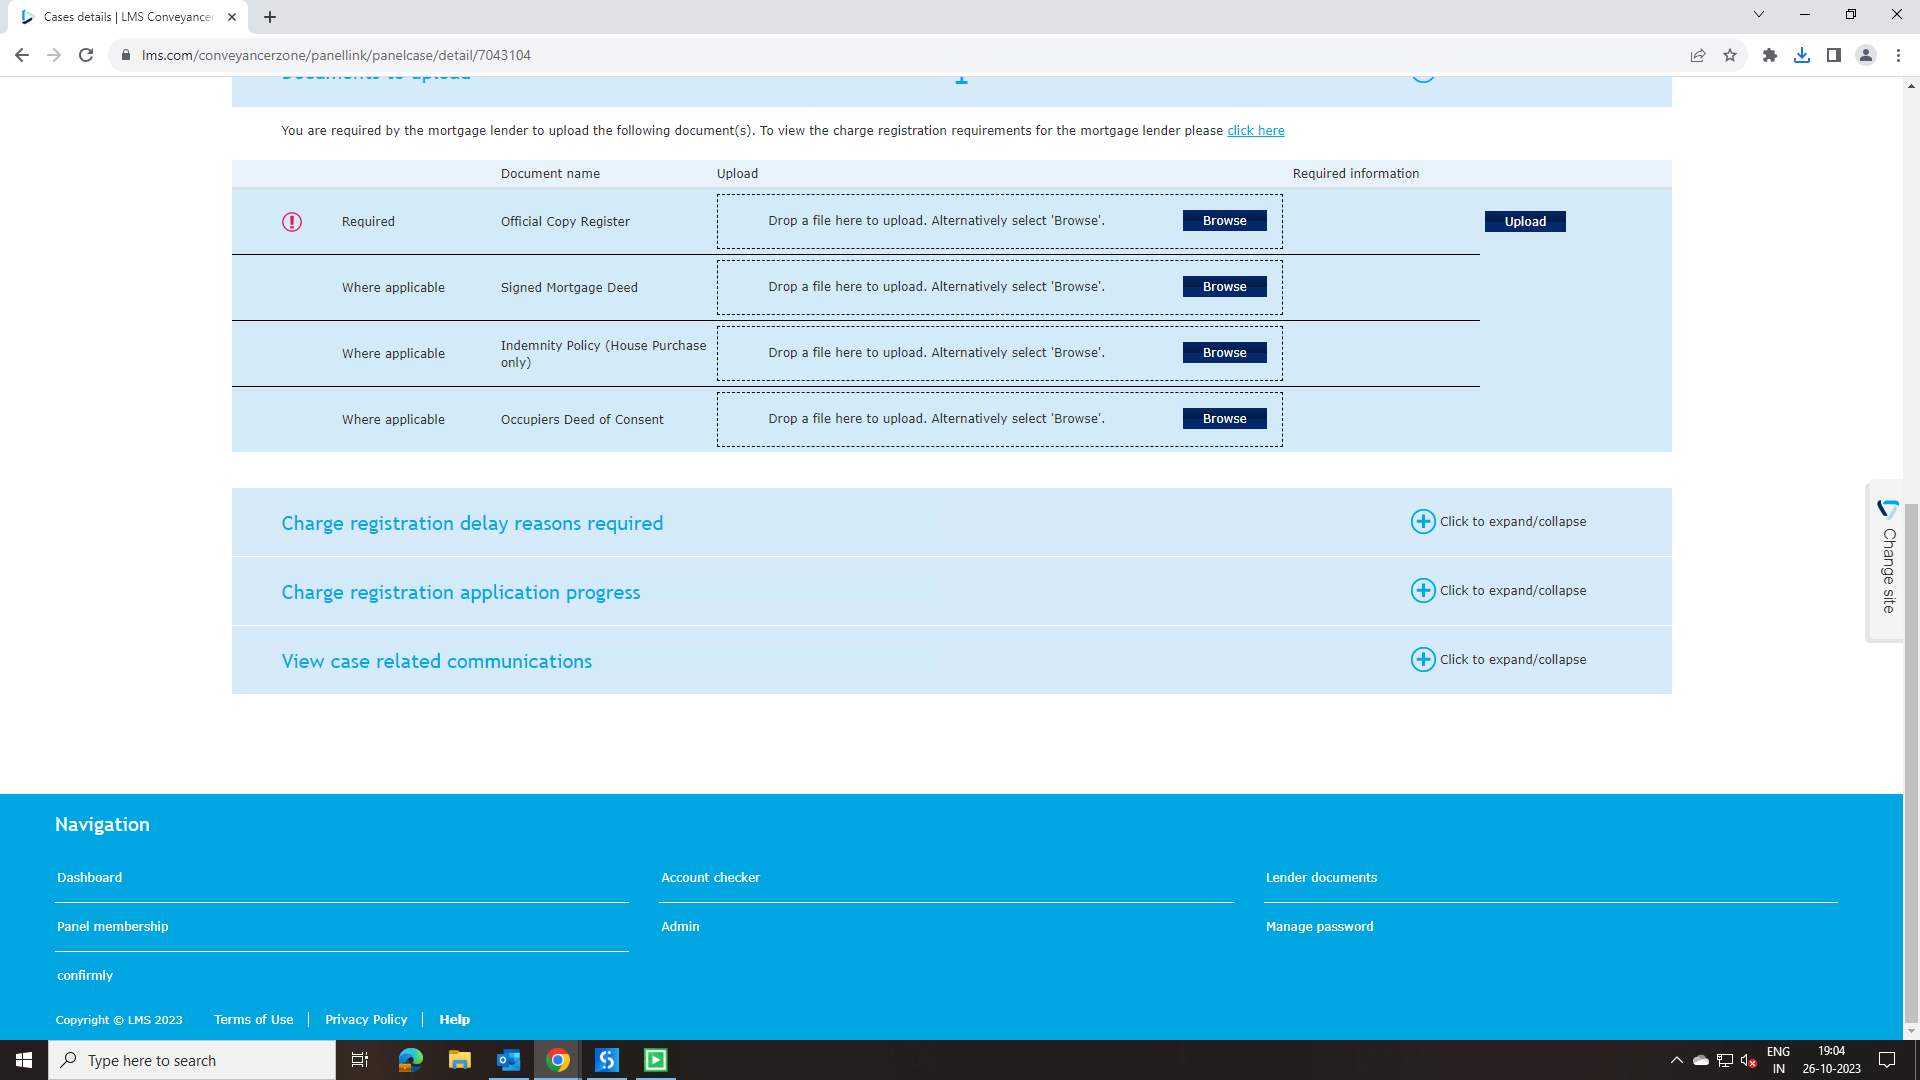 Cases details | LMS Conveyancer
lms.com/conveyancerzone/panellink/panelcase/detail/7043104
Documents to upload
You are required by the mortgage lender to upload the following document(s). To view the charge registration requirements for the mortgage lender please click here
Document name Upload Required information
Required Official Copy Register Drop a file here to upload. Alternatively select 'Browse'. Browse Upload
Where applicable Signed Mortgage Deed Drop a file here to upload. Alternatively select 'Browse'. Browse
Where applicable Indemnity Policy (House Purchase only) Drop a file here to upload. Alternatively select 'Browse'. Browse
Where applicable Occupiers Deed of Consent Drop a file here to upload. Alternatively select 'Browse'. Browse
Charge registration delay reasons required Click to expand/collapse
Charge registration application progress Click to expand/collapse
View case related communications Click to expand/collapse
Change site
Navigation
Dashboard Account checker Lender documents
Panel membership Admin Manage password
confirmly
Copyright © LMS 2023 Terms of Use Privacy Policy Help
Type here to search
ENG 19:04
IN 26-10-2023